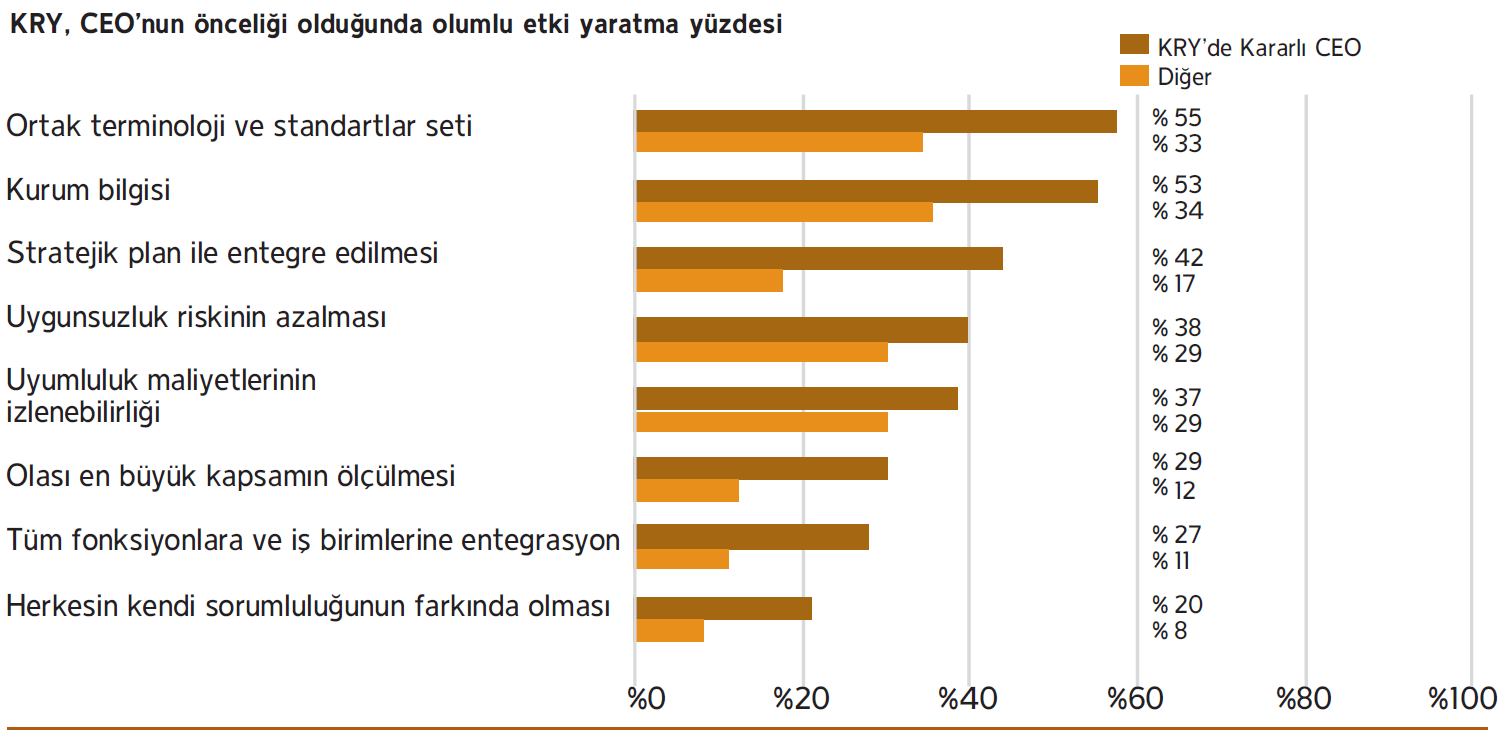 KRY, CEO’nun önceliği olduğunda olumlu etki yaratma yüzdesi
KRY’de Kararlı CEO
Diğer
Ortak terminoloji ve standartlar seti
% 55
% 33
Kurum bilgisi
% 53
% 34
Stratejik plan ile entegre edilmesi
% 42
% 17
Uygunsuzluk riskinin azalması
% 38
% 29
Uyumluluk maliyetlerinin
izlenebilirliği
% 37
% 29
Olası en büyük kapsamın ölçülmesi
% 29
% 12
Tüm fonksiyonlara ve iş birimlerine entegrasyon
% 27
% 11
Herkesin kendi sorumluluğunun farkında olması
% 20
% 8
%0 %20 %40 %60 %80 %100